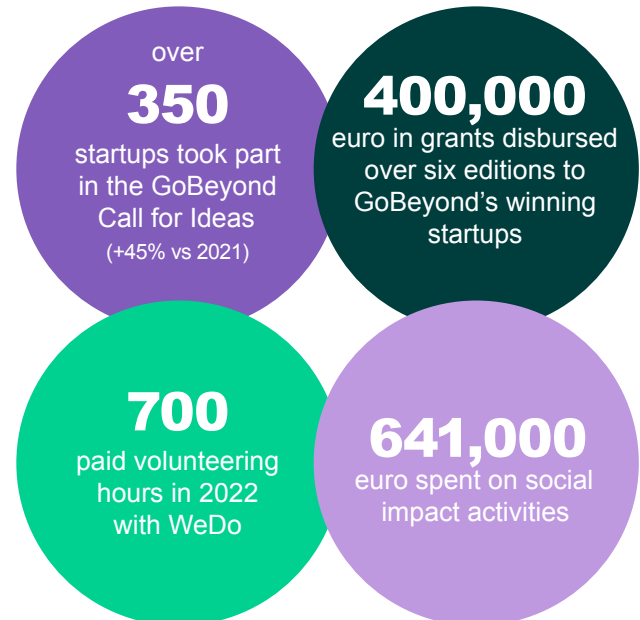 over
350
startups took part
in the GoBeyond
Call for Ideas
(+45% vs 2021)
400,000
euro in grants disbursed
over six editions to
GoBeyond’s winning
startups
700
paid volunteering
hours in 2022
with WeDo
641,000
euro spent on social
impact activities